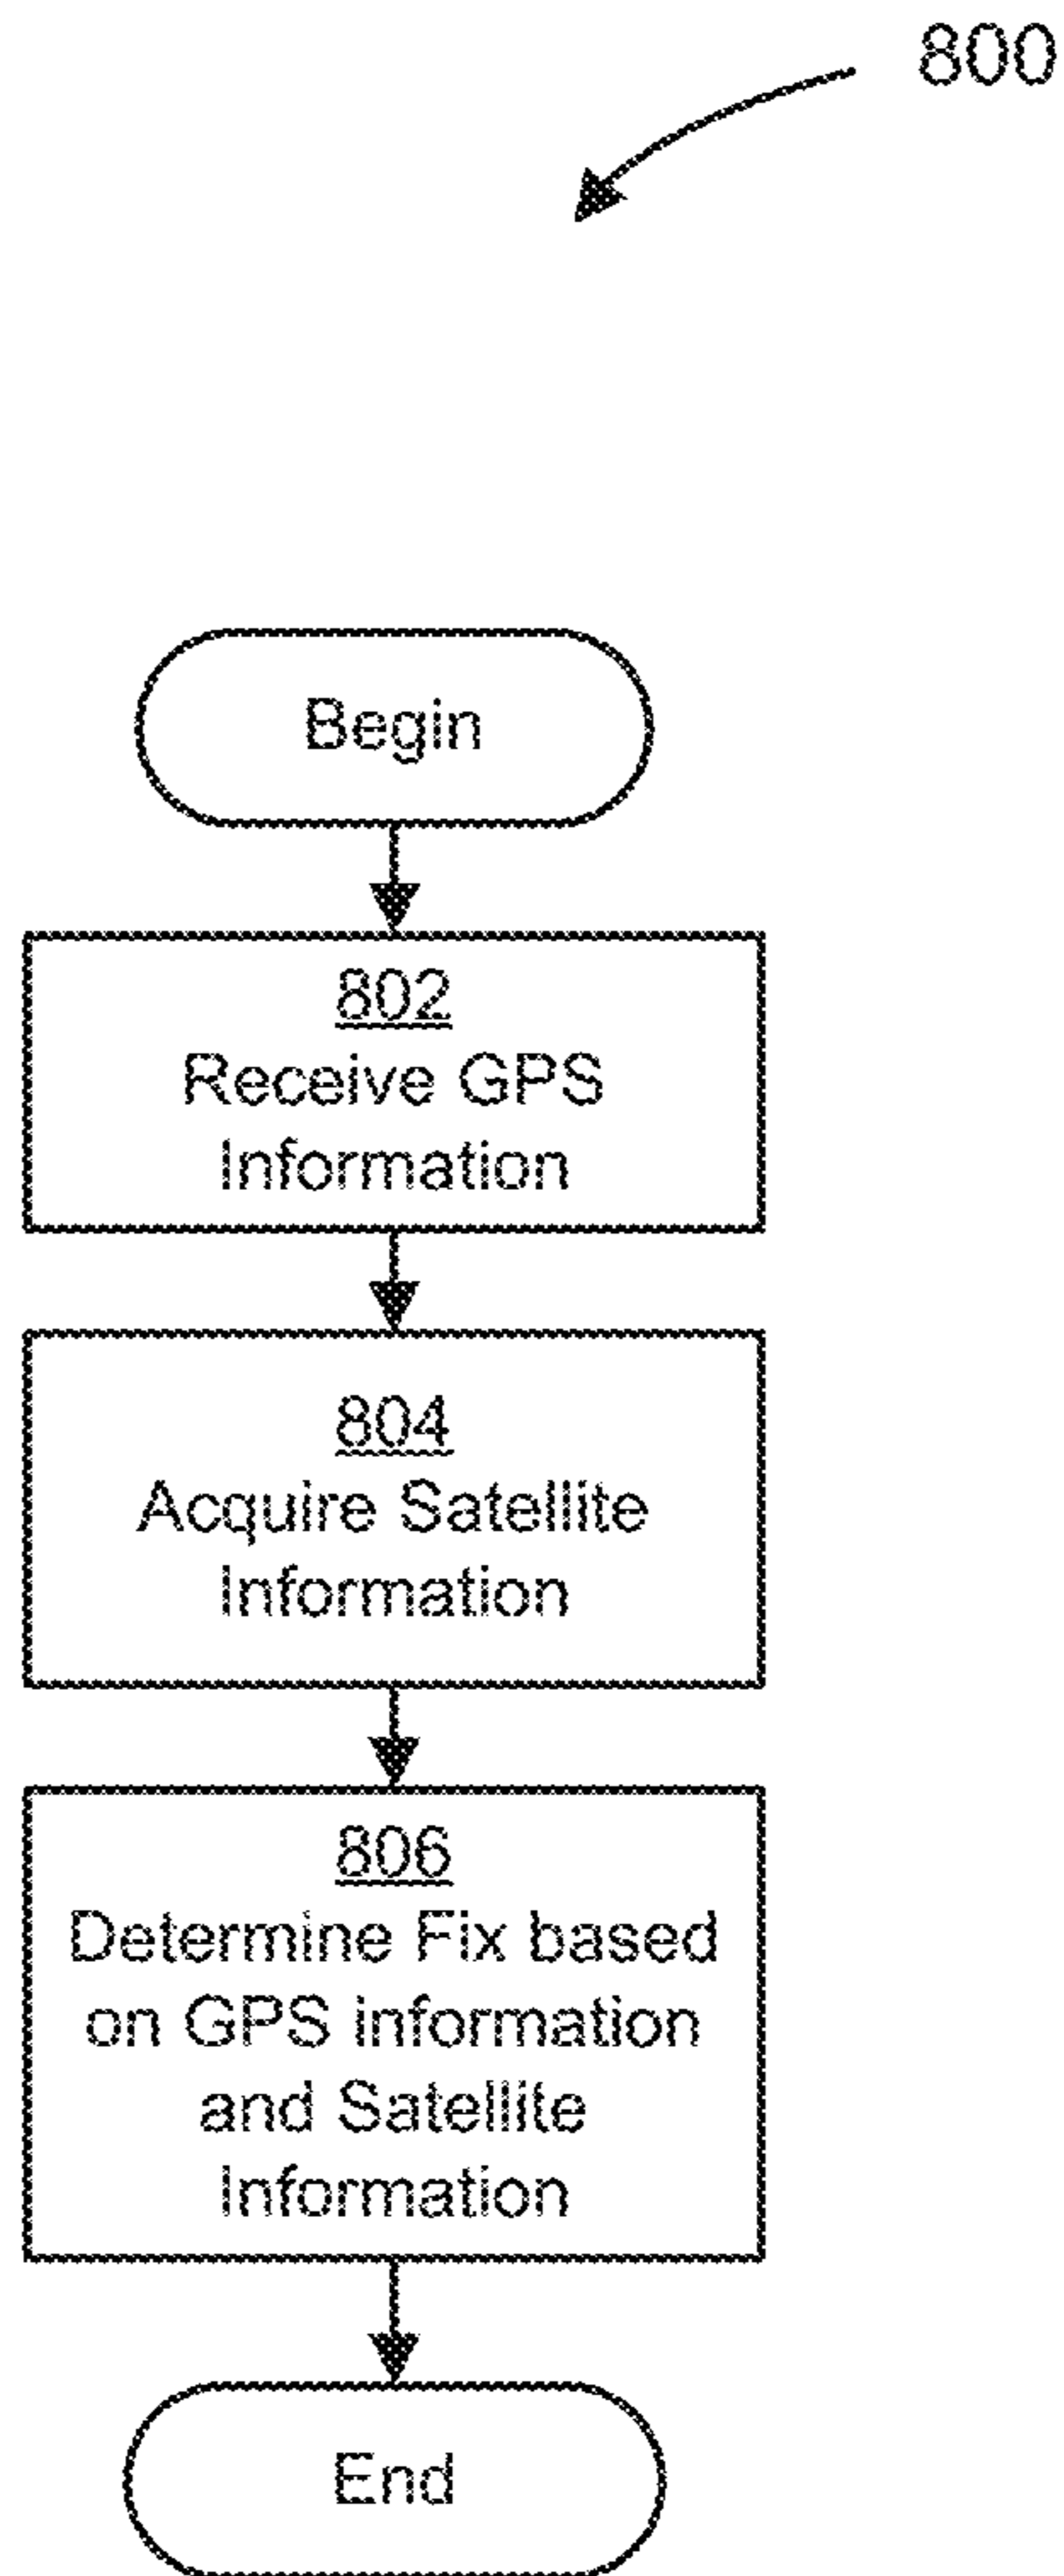 800
Begin
802
Receive GPS
Information
804
Acquire Satellite
Information
806
Determine Fix based
on GPS information
and Satellite
Information
End